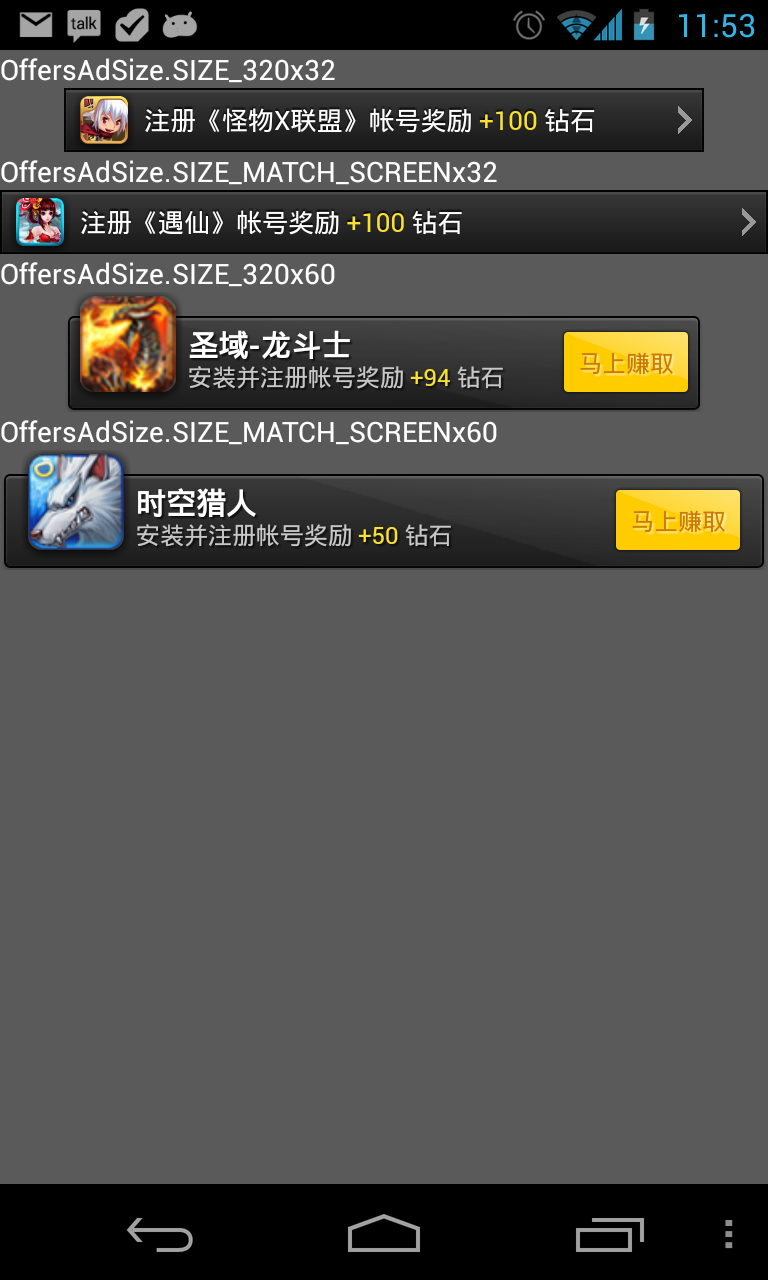 talk
11:53
OffersAdSize.SIZE_320x32
注册《怪物X联盟》帐号奖励 +100 钻石
OffersAdSize.SIZE_MATCH_SCREENx32
注册《遇仙》帐号奖励 +100 钻石
OffersAdSize.SIZE_320x60
圣域-龙斗士
安装并注册帐号奖励 +94 钻石
马上赚取
OffersAdSize.SIZE_MATCH_SCREENx60
时空猎人
安装并注册帐号奖励 +50 钻石
马上赚取